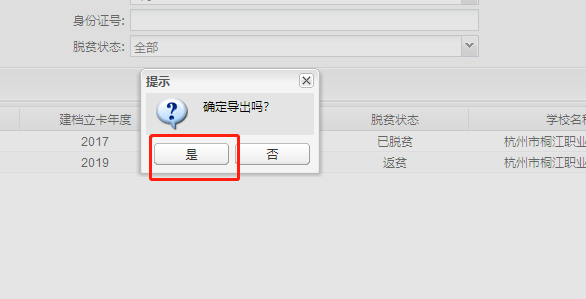 身份证号:
脱贫状态: 全部
提示
确定导出吗?
是 否
建档立卡年度 脱贫状态 学校名称
2017 已脱贫 杭州市桐江职业
2019 返贫 杭州市桐江职业